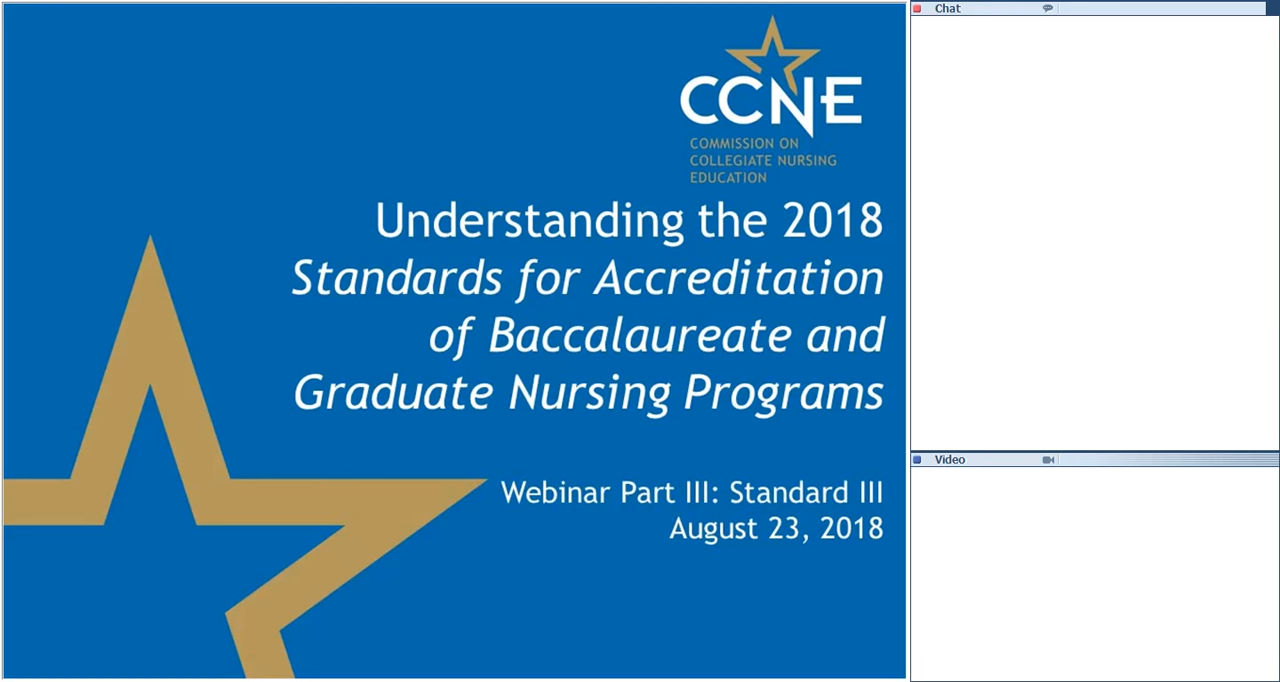 CCNE
COMMISSION ON
COLLEGIATE NURSING
EDUCATION
Understanding the 2018
Standards for Accreditation
of Baccalaureate and
Graduate Nursing Programs
Webinar Part III: Standard III
August 23, 2018
Chat
Video